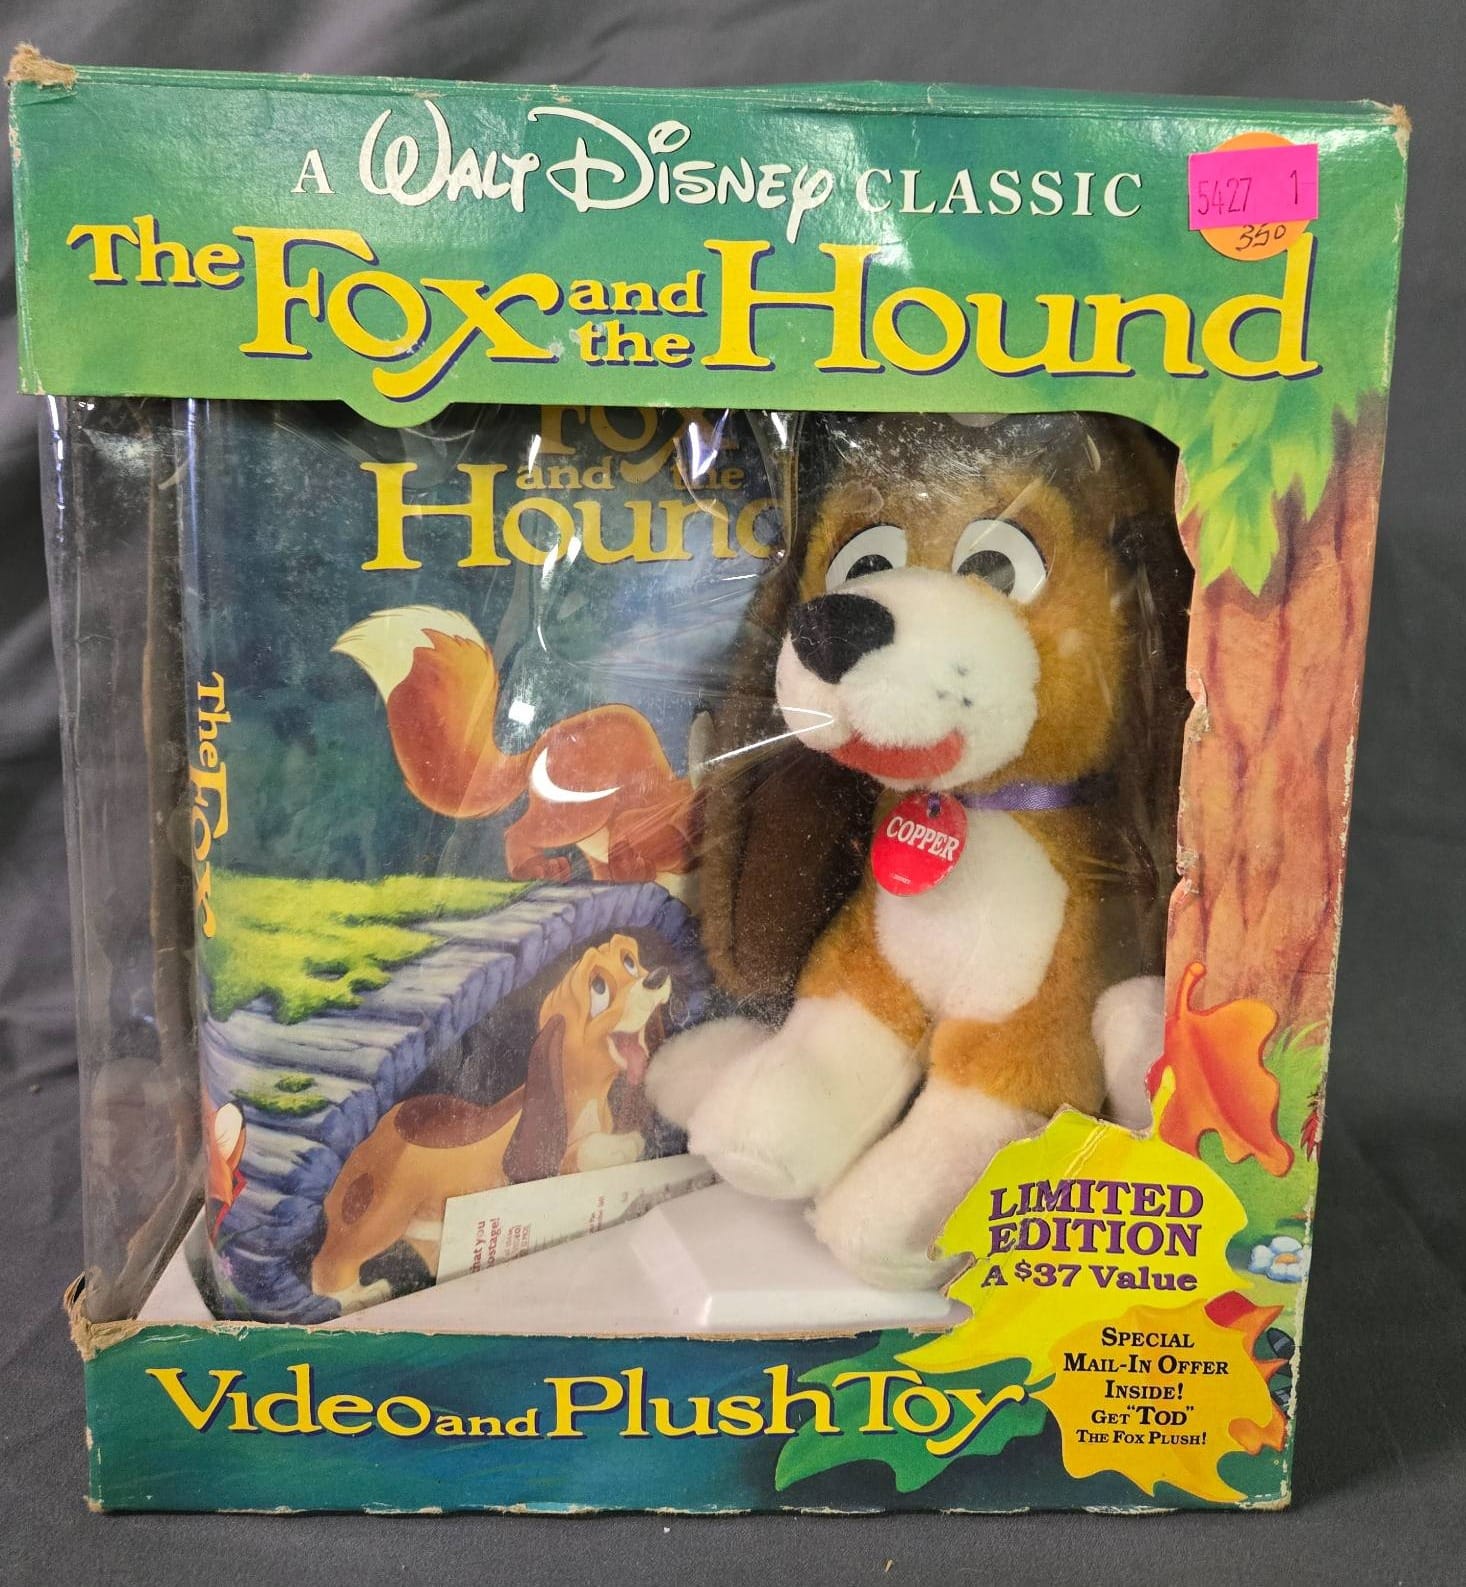 A WALT DISNEY CLASSIC
5427 1
350
The Fox and the Hound
Fox
and the
Hound
The Fox
COPPER
LIMITED
EDITION
A $37 Value
SPECIAL
MAIL-IN OFFER
INSIDE!
GET "TOD"
THE FOX PLUSH!
Video and Plush Toy